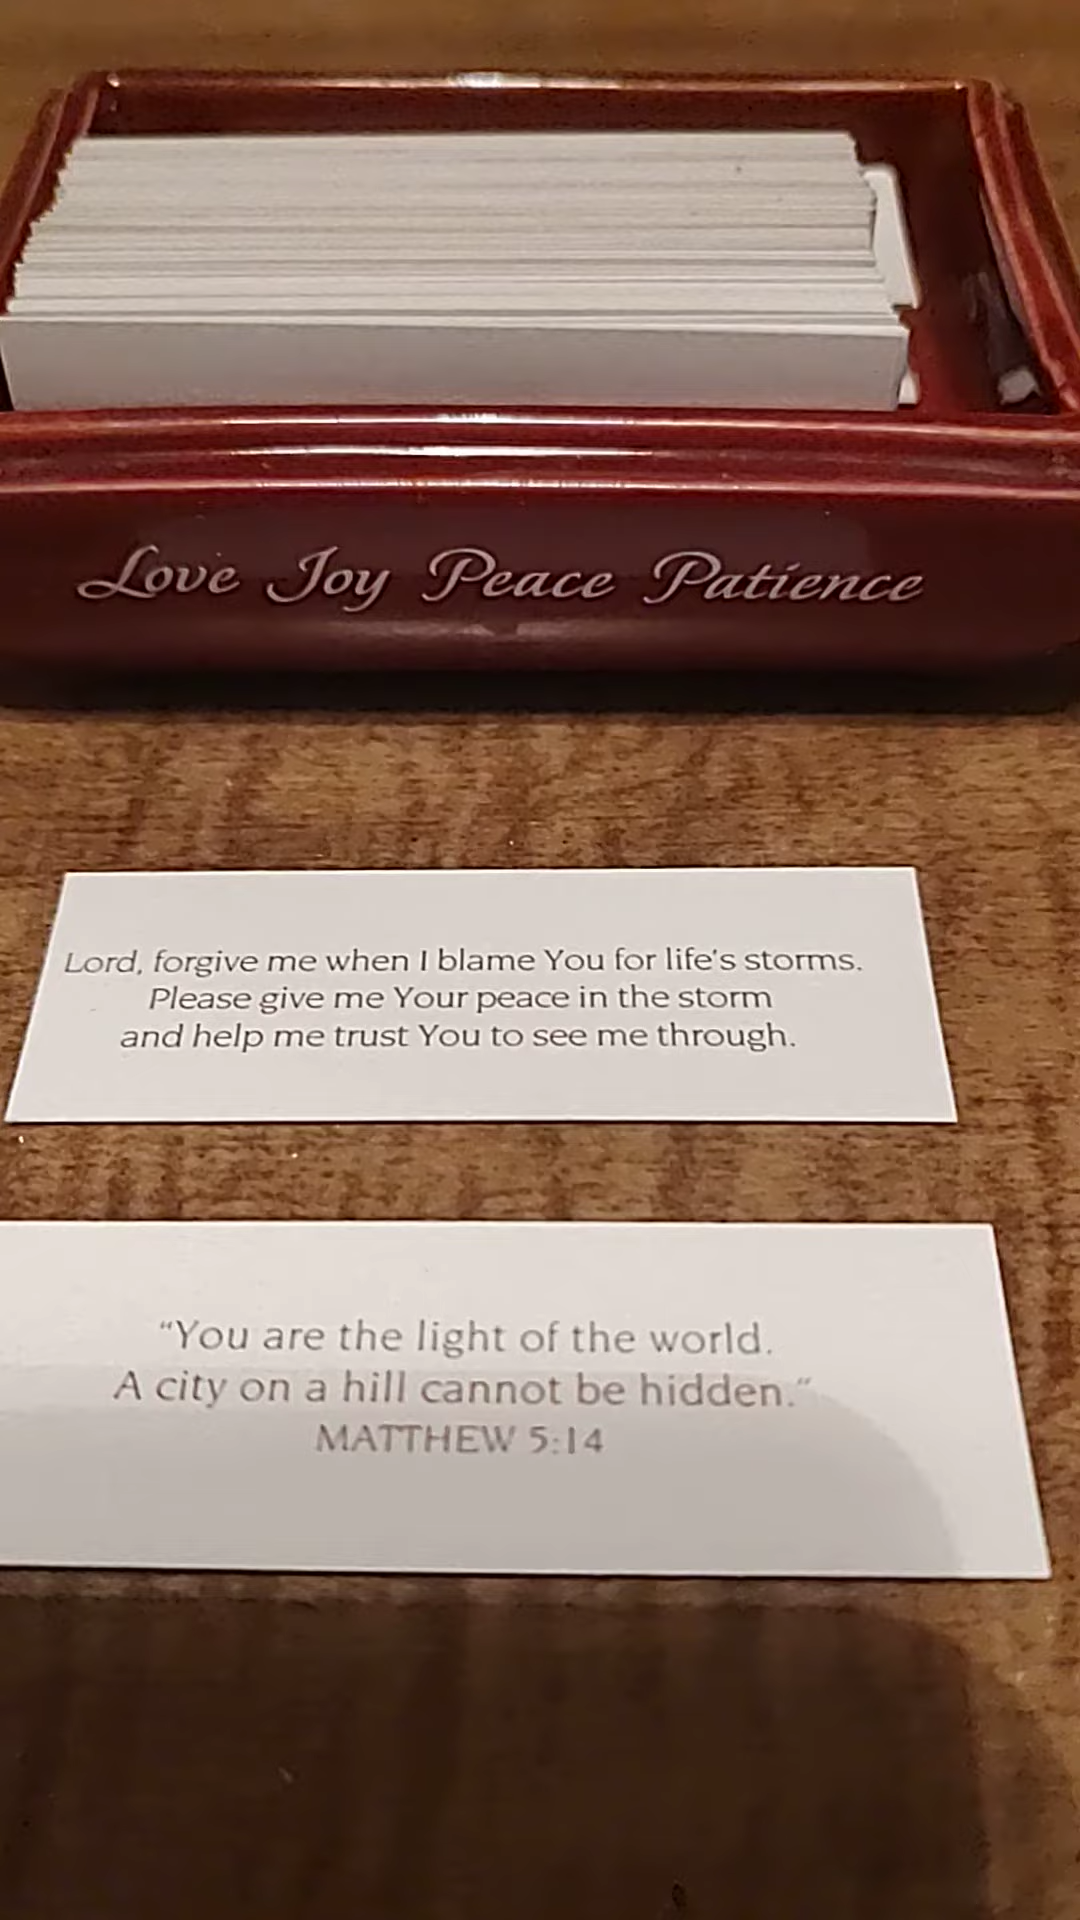 Love Joy Peace Patience
Lord, forgive me when I blame You for life's storms.
Please give me Your peace in the storm
and help me trust You to see me through.
“You are the light of the world.
A city on a hill cannot be hidden.”
MATTHEW 5:14